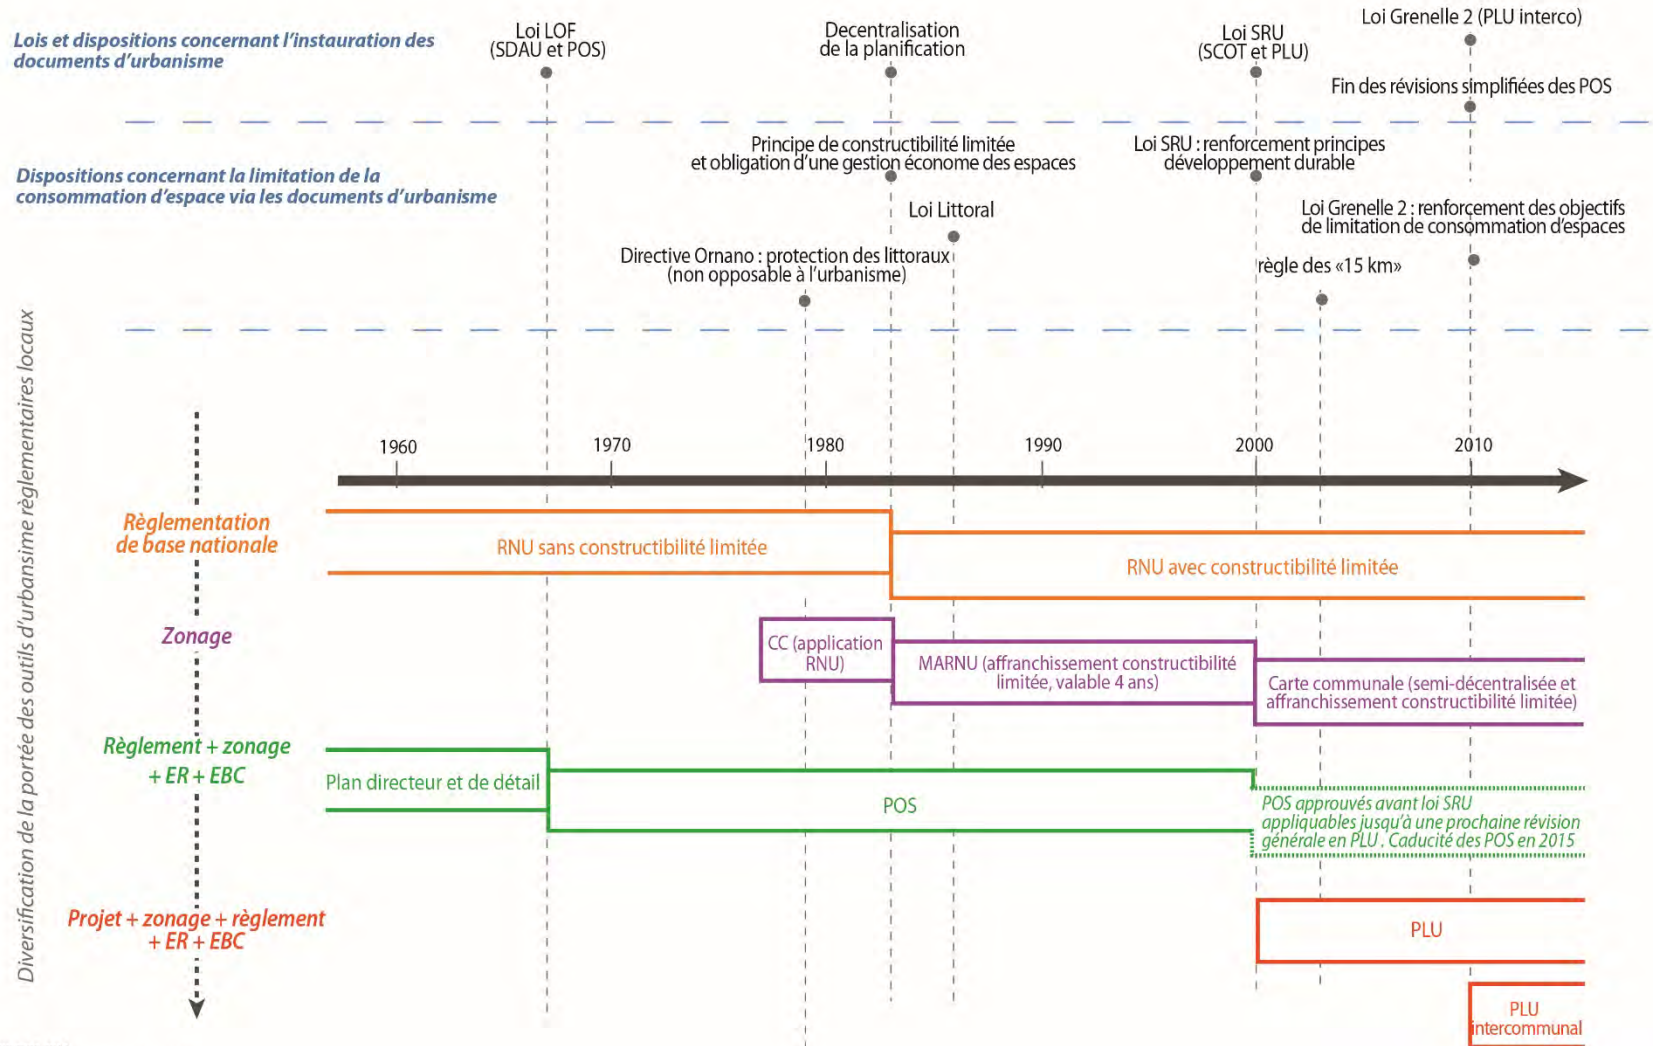 Lois et dispositions concernant l'instauration des
documents d'urbanisme
Loi LOF
(SDAU et POS)
Decentralisation
de la planification
Loi SRU
(SCOT et PLU)
Loi Grenelle 2 (PLU interco)
Fin des révisions simplifiées des POS
Dispositions concernant la limitation de la
consommation d'espace via les documents d'urbanisme
Principe de constructibilité limitée
et obligation d'une gestion économe des espaces
Loi SRU : renforcement principes
développement durable
Loi Littoral
Loi Grenelle 2 : renforcement des objectifs
de limitation de consommation d'espaces
Directive Ornano : protection des littoraux
(non opposable à l'urbanisme)
règle des «15 km»
Diversification de la portée des outils d'urbansime règlementaires locaux
1960
1970
1980
1990
2000
2010
Règlementation
de base nationale
RNU sans constructibilité limitée
RNU avec constructibilité limitée
Zonage
CC (application
RNU)
MARNU (affranchissement constructibilité
limitée, valable 4 ans)
Carte communale (semi-décentralisée et
affranchissement constructibilité limitée)
Règlement + zonage
+ ER + EBC
Plan directeur et de détail
POS
POS approuvés avant loi SRU
appliquables jusqu'à une prochaine révision
générale en PLU . Caducité des POS en 2015
Projet + zonage + règlement
+ ER + EBC
PLU
PLU
intercommunal